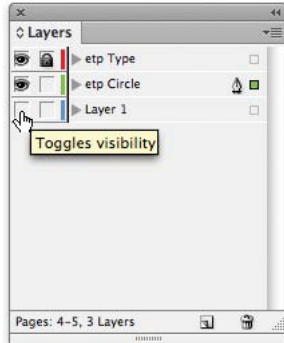 Layers
etp Type
etp Circle
Layer 1
Toggles visibility
Pages: 4-5, 3 Layers